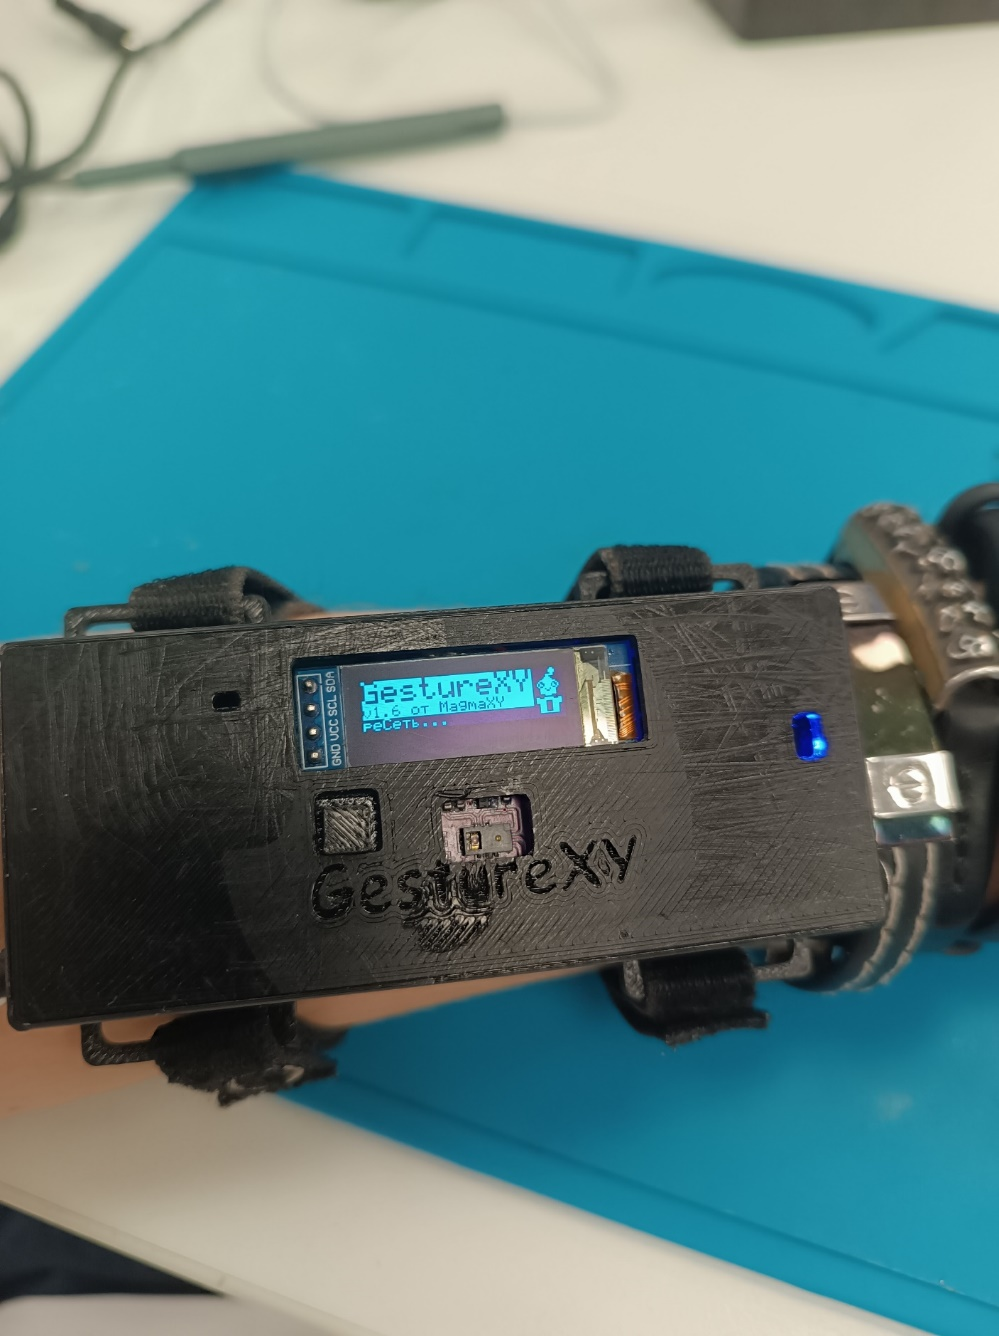 GestureXY
v1.6 от MagmaXY
реСеть...
GND VCC SCL SDA
GestureXY